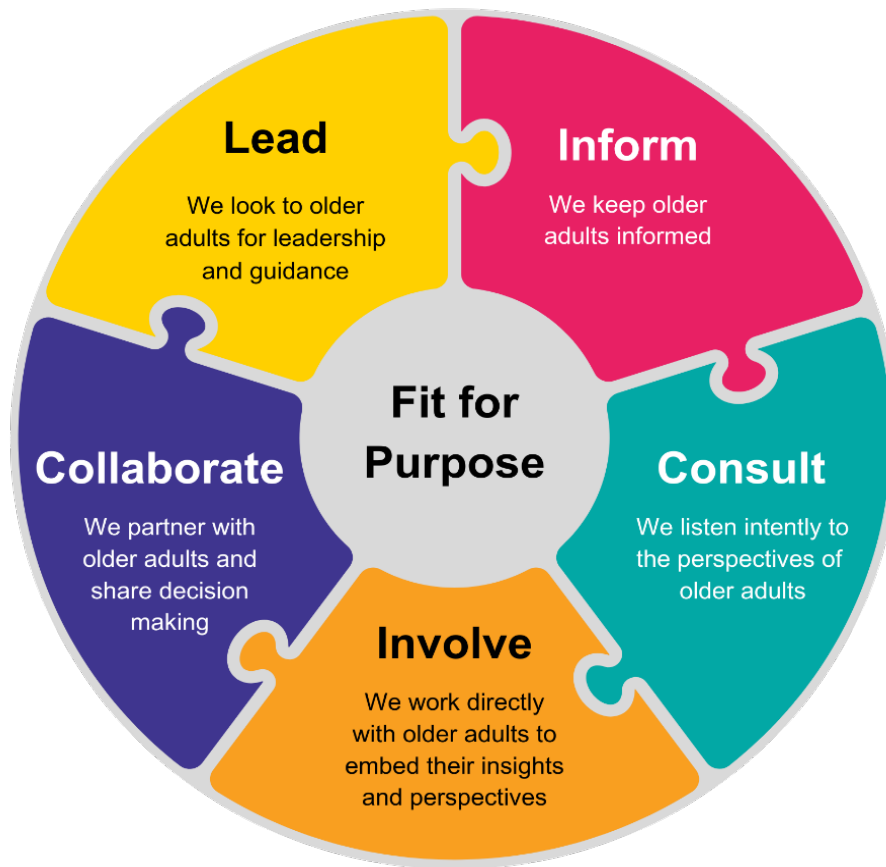 Lead
We look to older
adults for leadership
and guidance
Inform
We keep older
adults informed
Fit for
Purpose
Collaborate
We partner with
older adults and
share decision
making
Consult
We listen intently to
the perspectives of
older adults
Involve
We work directly
with older adults to
embed their insights
and perspectives